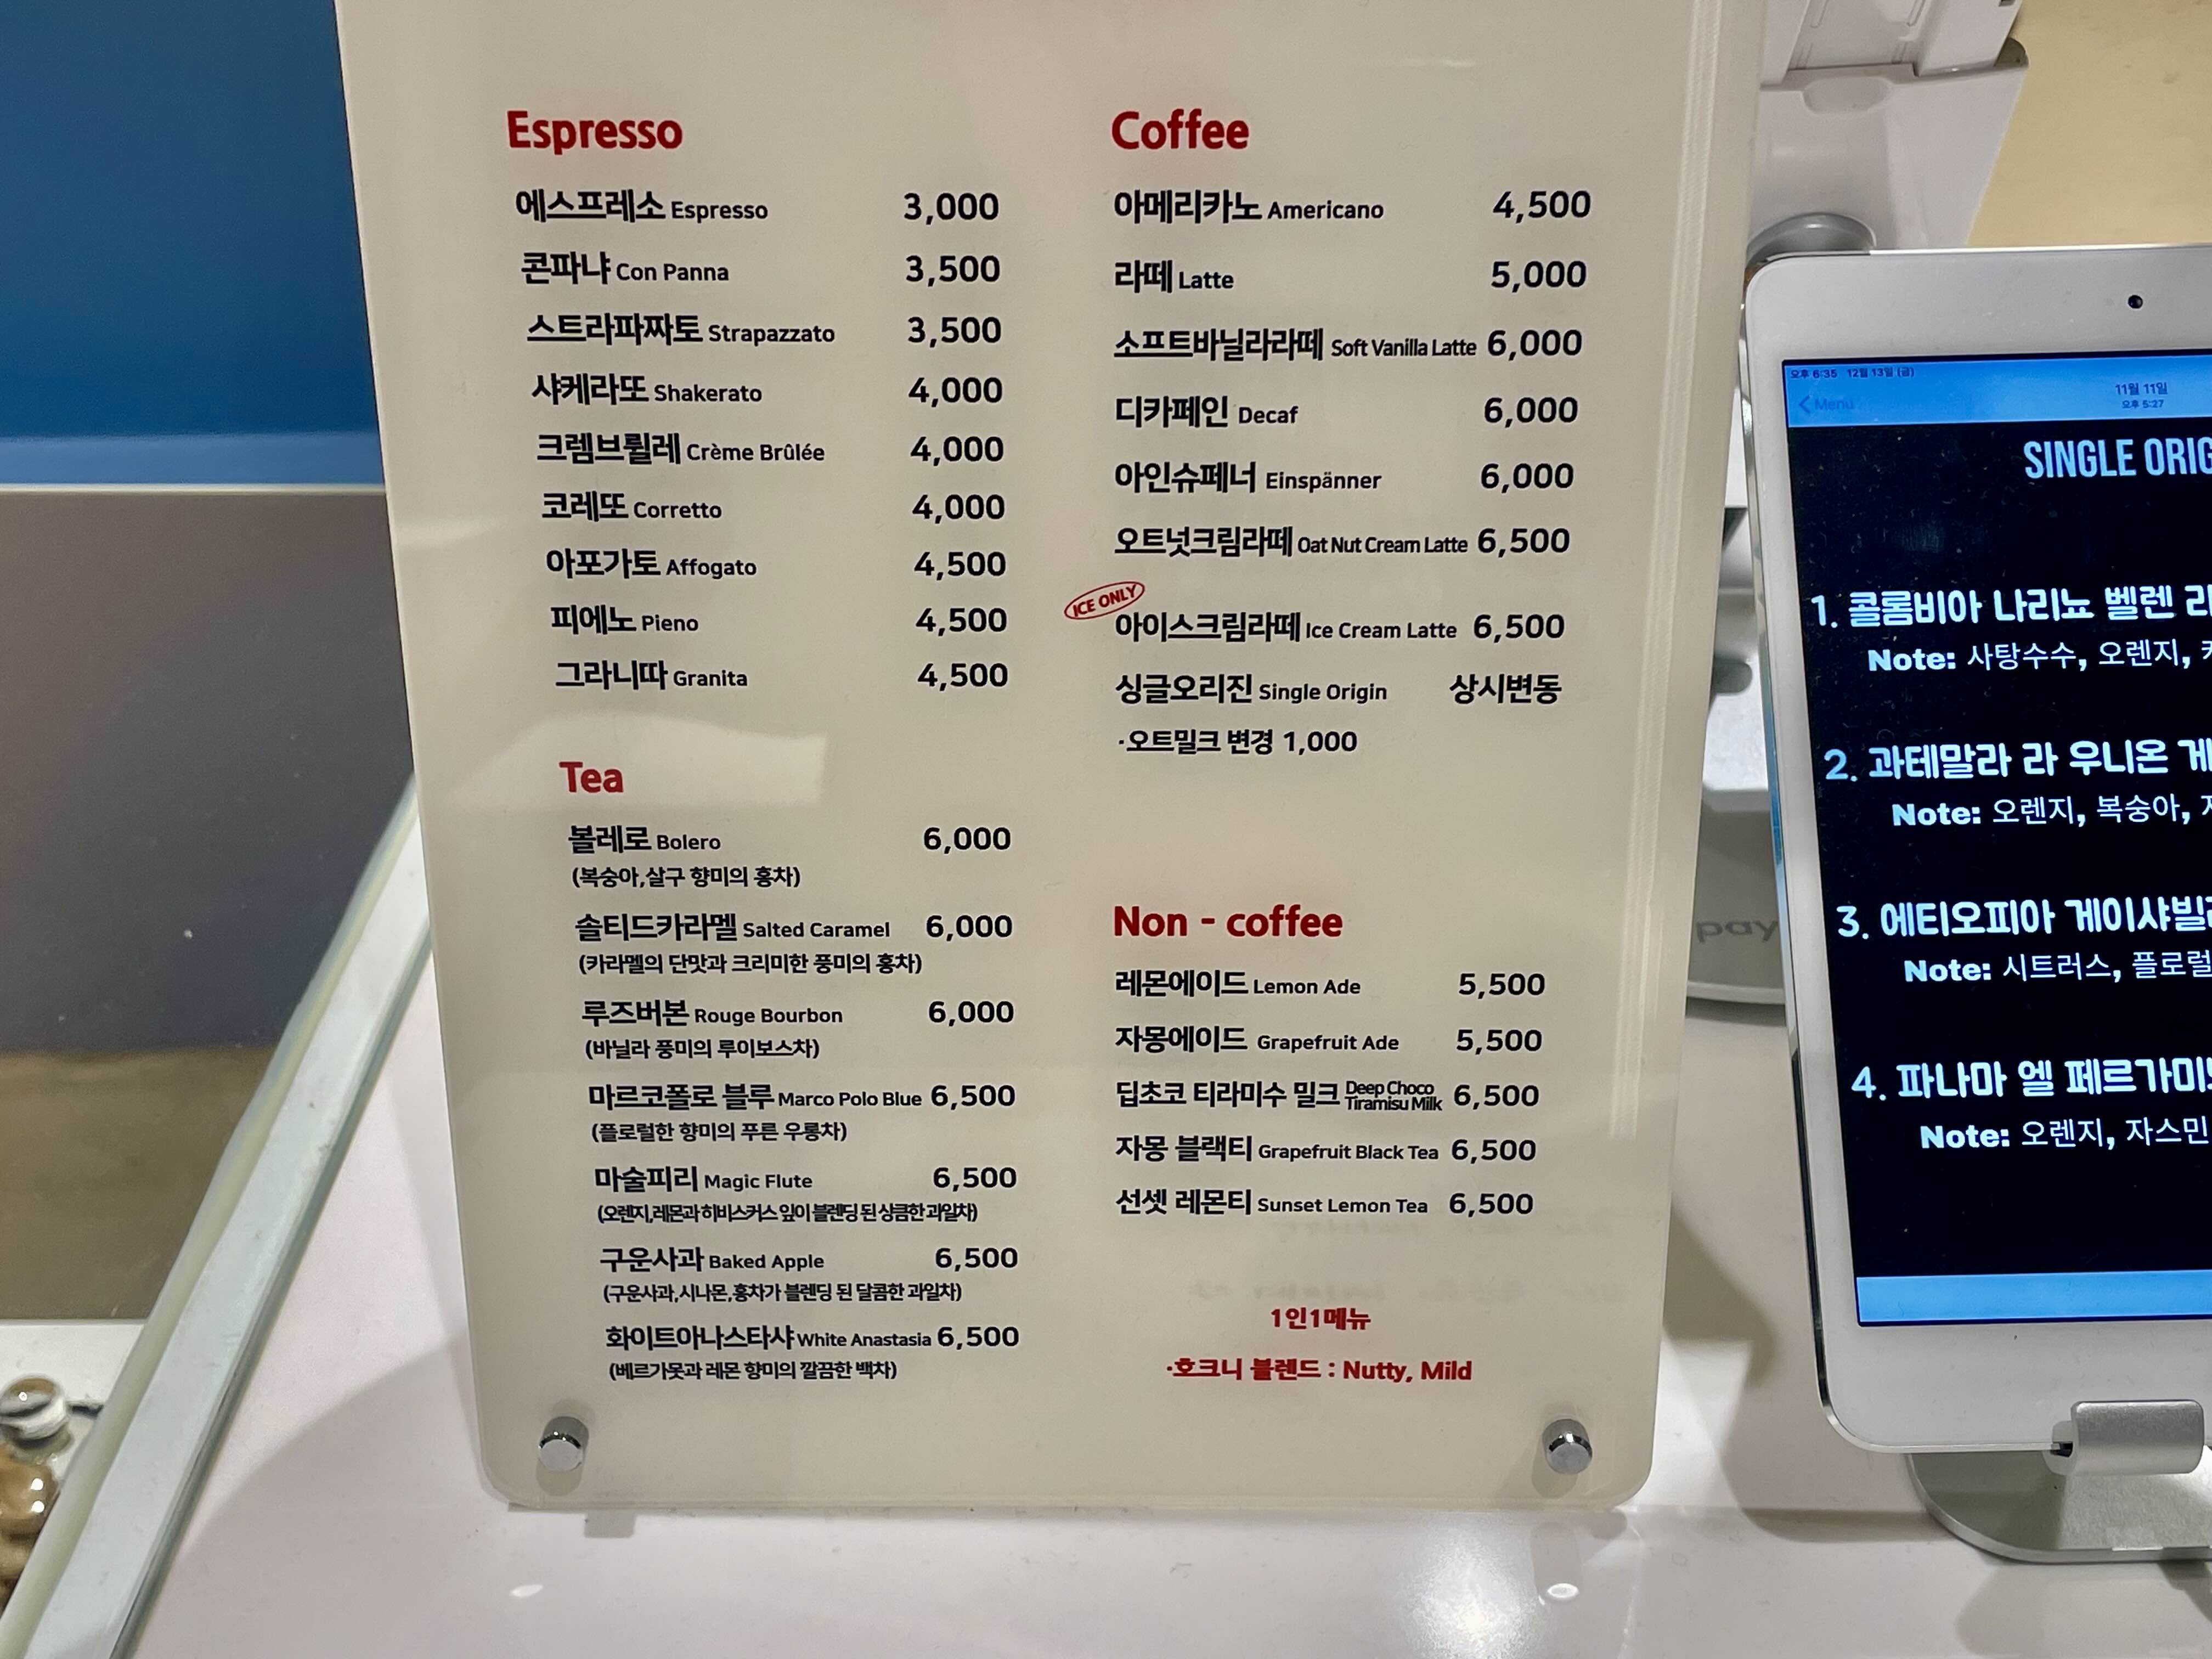 Espresso
에스프레소 Espresso 3,000
콘파냐 Con Panna 3,500
스트라파짜토 Strapazzato 3,500
샤케라또 Shakerato 4,000
크렘브륄레 Crème Brûlée 4,000
코레또 Corretto 4,000
아포가토 Affogato 4,500
피에노 Pieno 4,500
그라니따 Granita 4,500
Tea
볼레로 Bolero 6,000
(복숭아,살구 향미의 홍차)
솔티드카라멜 Salted Caramel 6,000
(카라멜의 단맛과 크리미한 풍미의 홍차)
루즈버본 Rouge Bourbon 6,000
(바닐라 풍미의 루이보스차)
마르코폴로 블루 Marco Polo Blue 6,500
(플로럴한 향미의 푸른 우롱차)
마술피리 Magic Flute 6,500
(오렌지,레몬과 히비스커스 잎이 블렌딩 된 상큼한 과일차)
구운사과 Baked Apple 6,500
(구운사과,시나몬,홍차가 블렌딩 된 달콤한 과일차)
화이트아나스타샤 White Anastasia 6,500
(베르가못과 레몬 향미의 깔끔한 백차)
Coffee
아메리카노 Americano 4,500
라떼 Latte 5,000
소프트바닐라라떼 Soft Vanilla Latte 6,000
디카페인 Decaf 6,000
아인슈페너 Einspänner 6,000
오트넛크림라떼 Oat Nut Cream Latte 6,500
ICE ONLY
아이스크림라떼 Ice Cream Latte 6,500
싱글오리진 Single Origin 상시변동
·오트밀크 변경 1,000
Non - coffee
레몬에이드 Lemon Ade 5,500
자몽에이드 Grapefruit Ade 5,500
딥초코 티라미수 밀크 Deep Choco Tiramisu Milk 6,500
자몽 블랙티 Grapefruit Black Tea 6,500
선셋 레몬티 Sunset Lemon Tea 6,500
1인1메뉴
·호크니 블렌드 : Nutty, Mild
pay
오후 6:35 12월 13일 (금)
11월 11일
Menu
오후 5:27
SINGLE
1. 콜롬비아 나리뇨 벨렌
Note: 사탕수수, 오렌지,
2. 과테말라 라 우니온
Note: 오렌지, 복숭아,
3. 에티오피아
Note: 시트러스, 플로럴
4. 파나마 엘
Note: 오렌지, 자스민